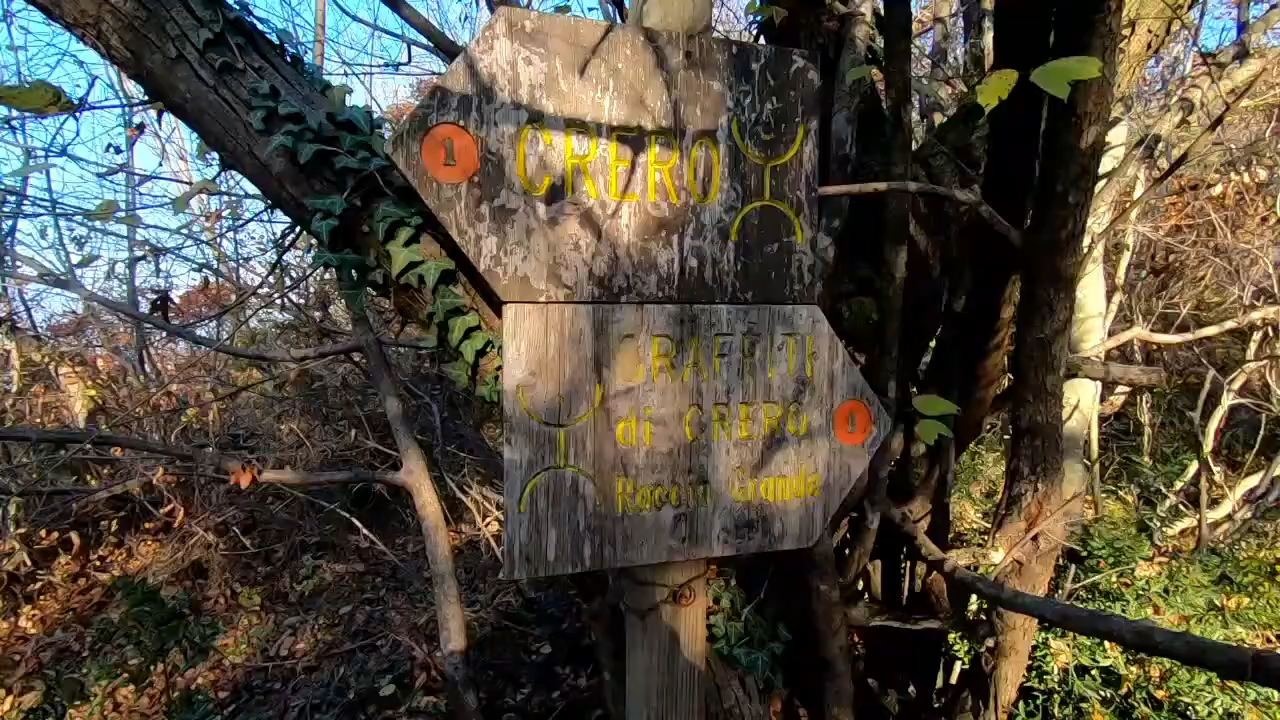 1
CRERO
GRAFFITI
di CRERO
1
Roccia Grande